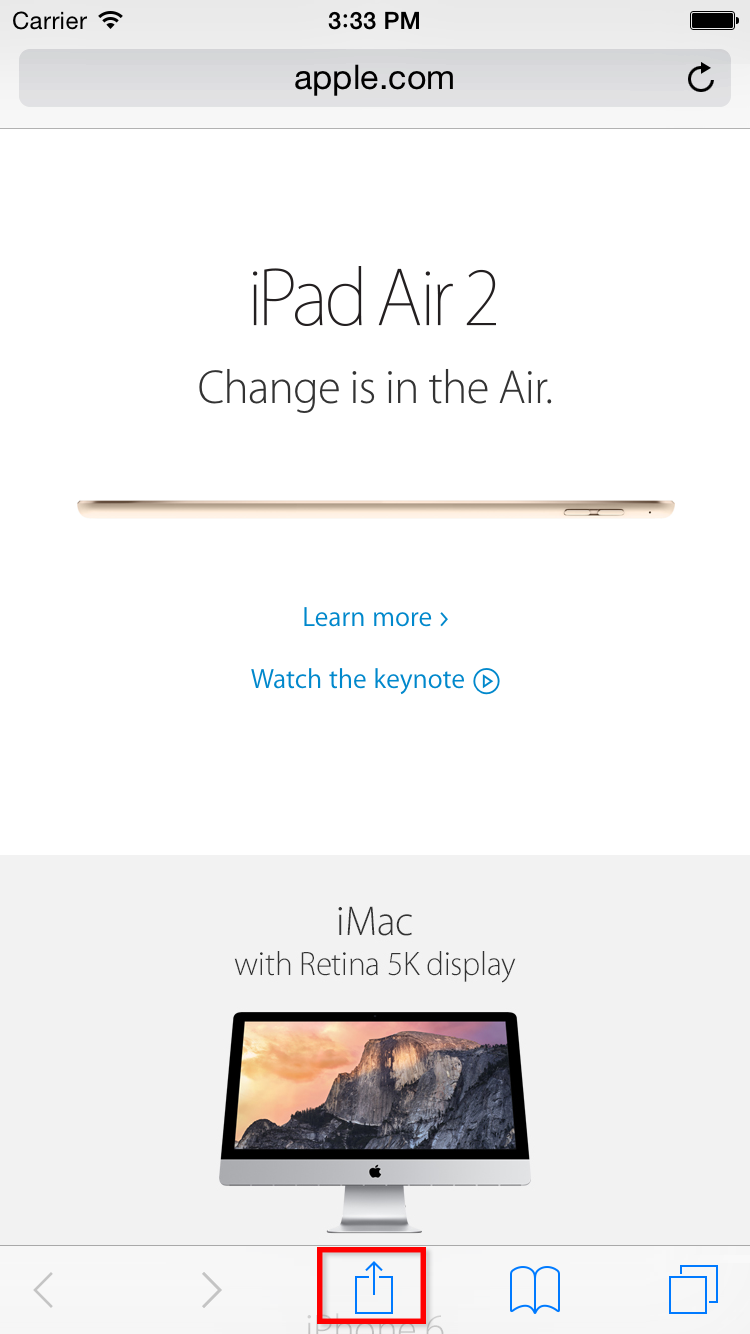 Carrier 3:33 PM
apple.com
iPad Air 2
Change is in the Air.
Learn more ›
Watch the keynote
iMac
with Retina 5K display
iPhone 6